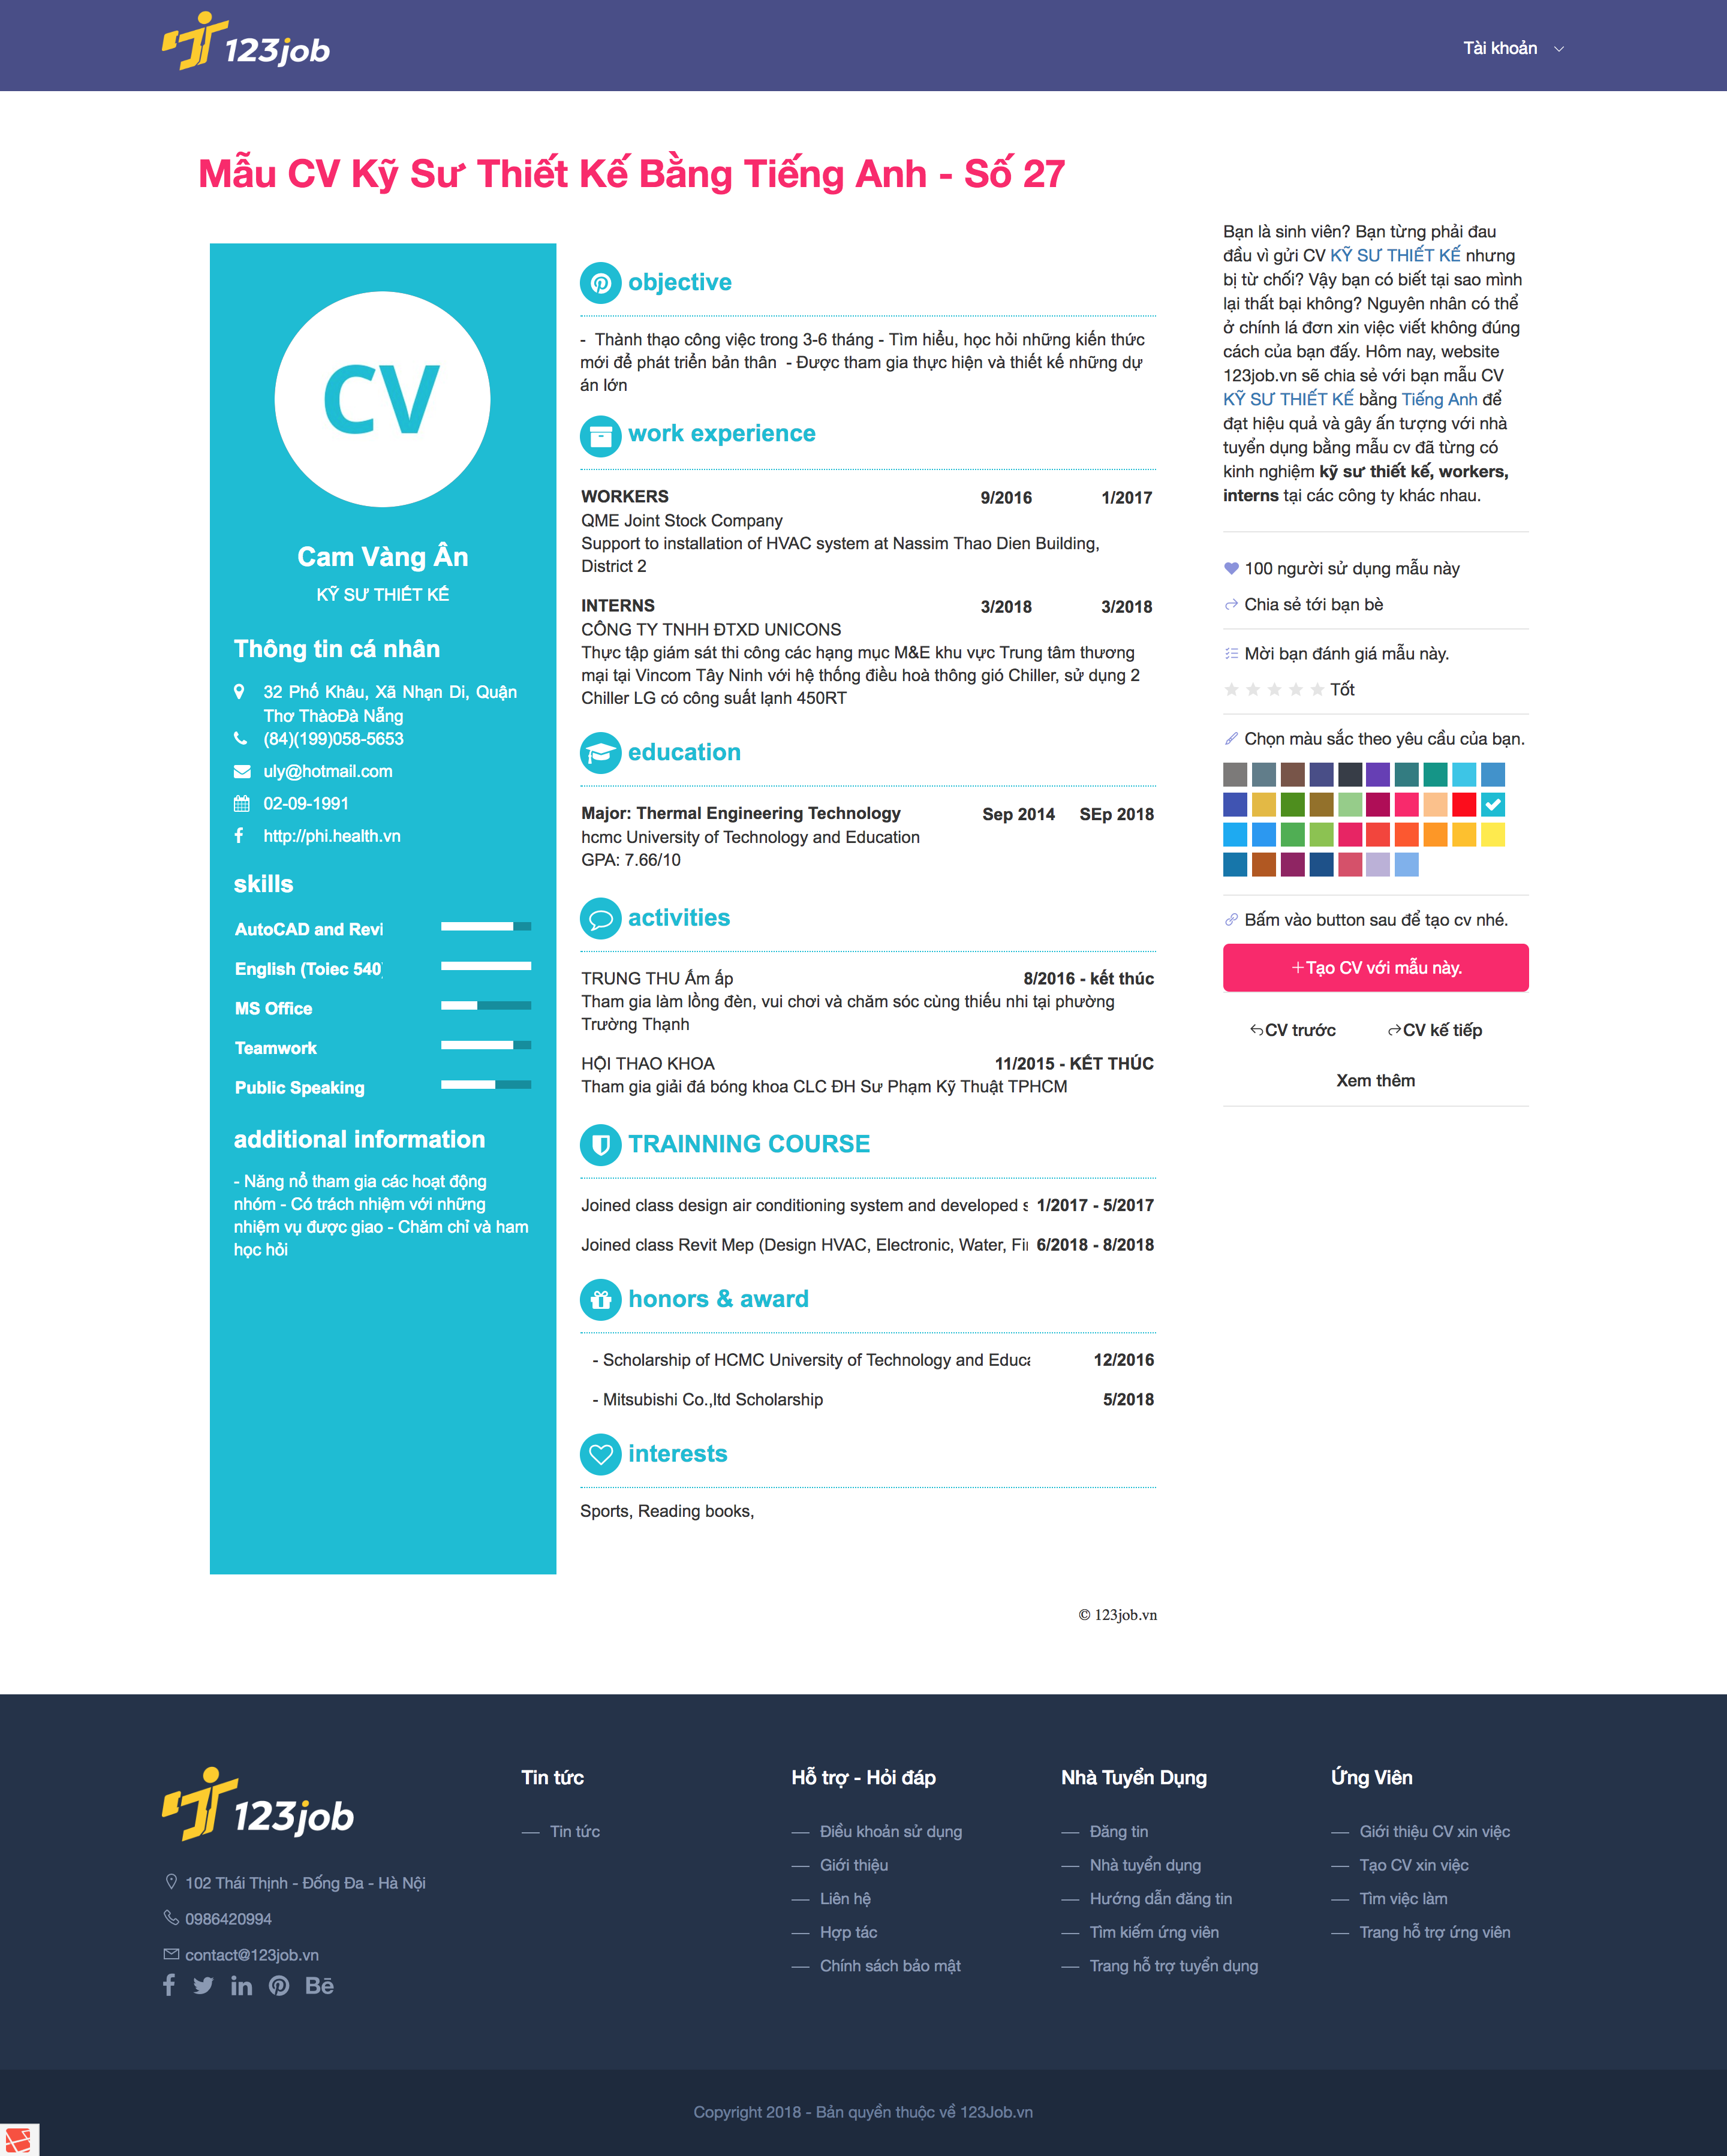 123job
Tài khoản
Mẫu CV Kỹ Sư Thiết Kế Bằng Tiếng Anh - Số 27
CV
Cam Vàng Ân
KỸ SƯ THIẾT KẾ
Thông tin cá nhân
32 Phố Khâu, Xã Nhạn Di, Quận
Thơ ThàoĐà Nẵng
(84)(199)058-5653
uly@hotmail.com
02-09-1991
http://phi.health.vn
skills
AutoCAD and Revi
English (Toiec 540)
MS Office
Teamwork
Public Speaking
additional information
- Năng nổ tham gia các hoạt động
nhóm - Có trách nhiệm với những
nhiệm vụ được giao - Chăm chỉ và ham
học hỏi
objective
- Thành thạo công việc trong 3-6 tháng - Tìm hiểu, học hỏi những kiến thức
mới để phát triển bản thân - Được tham gia thực hiện và thiết kế những dự
án lớn
work experience
WORKERS 9/2016 1/2017
QME Joint Stock Company
Support to installation of HVAC system at Nassim Thao Dien Building,
District 2
INTERNS 3/2018 3/2018
CÔNG TY TNHH ĐTXD UNICONS
Thực tập giám sát thi công các hạng mục M&E khu vực Trung tâm thương
mại tại Vincom Tây Ninh với hệ thống điều hoà thông gió Chiller, sử dụng 2
Chiller LG có công suất lạnh 450RT
education
Major: Thermal Engineering Technology Sep 2014 SEp 2018
hcmc University of Technology and Education
GPA: 7.66/10
activities
TRUNG THU Ấm áp 8/2016 - kết thúc
Tham gia làm lồng đèn, vui chơi và chăm sóc cùng thiếu nhi tại phường
Trường Thạnh
HỘI THAO KHOA 11/2015 - KẾT THÚC
Tham gia giải đá bóng khoa CLC ĐH Sư Phạm Kỹ Thuật TPHCM
TRAINNING COURSE
Joined class design air conditioning system and developed s 1/2017 - 5/2017
Joined class Revit Mep (Design HVAC, Electronic, Water, Fir 6/2018 - 8/2018
honors & award
- Scholarship of HCMC University of Technology and Educa 12/2016
- Mitsubishi Co.,ltd Scholarship 5/2018
interests
Sports, Reading books,
© 123job.vn
Bạn là sinh viên? Bạn từng phải đau
đầu vì gửi CV KỸ SƯ THIẾT KẾ nhưng
bị từ chối? Vậy bạn có biết tại sao mình
lại thất bại không? Nguyên nhân có thể
ở chính lá đơn xin việc viết không đúng
cách của bạn đấy. Hôm nay, website
123job.vn sẽ chia sẻ với bạn mẫu CV
KỸ SƯ THIẾT KẾ bằng Tiếng Anh để
đạt hiệu quả và gây ấn tượng với nhà
tuyển dụng bằng mẫu cv đã từng có
kinh nghiệm kỹ sư thiết kế, workers,
interns tại các công ty khác nhau.
100 người sử dụng mẫu này
Chia sẻ tới bạn bè
Mời bạn đánh giá mẫu này.
Tốt
Chọn màu sắc theo yêu cầu của bạn.
Bấm vào button sau để tạo cv nhé.
+Tạo CV với mẫu này.
CV trước CV kế tiếp
Xem thêm
123job
102 Thái Thịnh - Đống Đa - Hà Nội
0986420994
contact@123job.vn
Tin tức
Tin tức
Hỗ trợ - Hỏi đáp
Điều khoản sử dụng
Giới thiệu
Liên hệ
Hợp tác
Chính sách bảo mật
Nhà Tuyển Dụng
Đăng tin
Nhà tuyển dụng
Hướng dẫn đăng tin
Tìm kiếm ứng viên
Trang hỗ trợ tuyển dụng
Ứng Viên
Giới thiệu CV xin việc
Tạo CV xin việc
Tìm việc làm
Trang hỗ trợ ứng viên
Copyright 2018 - Bản quyền thuộc về 123Job.vn